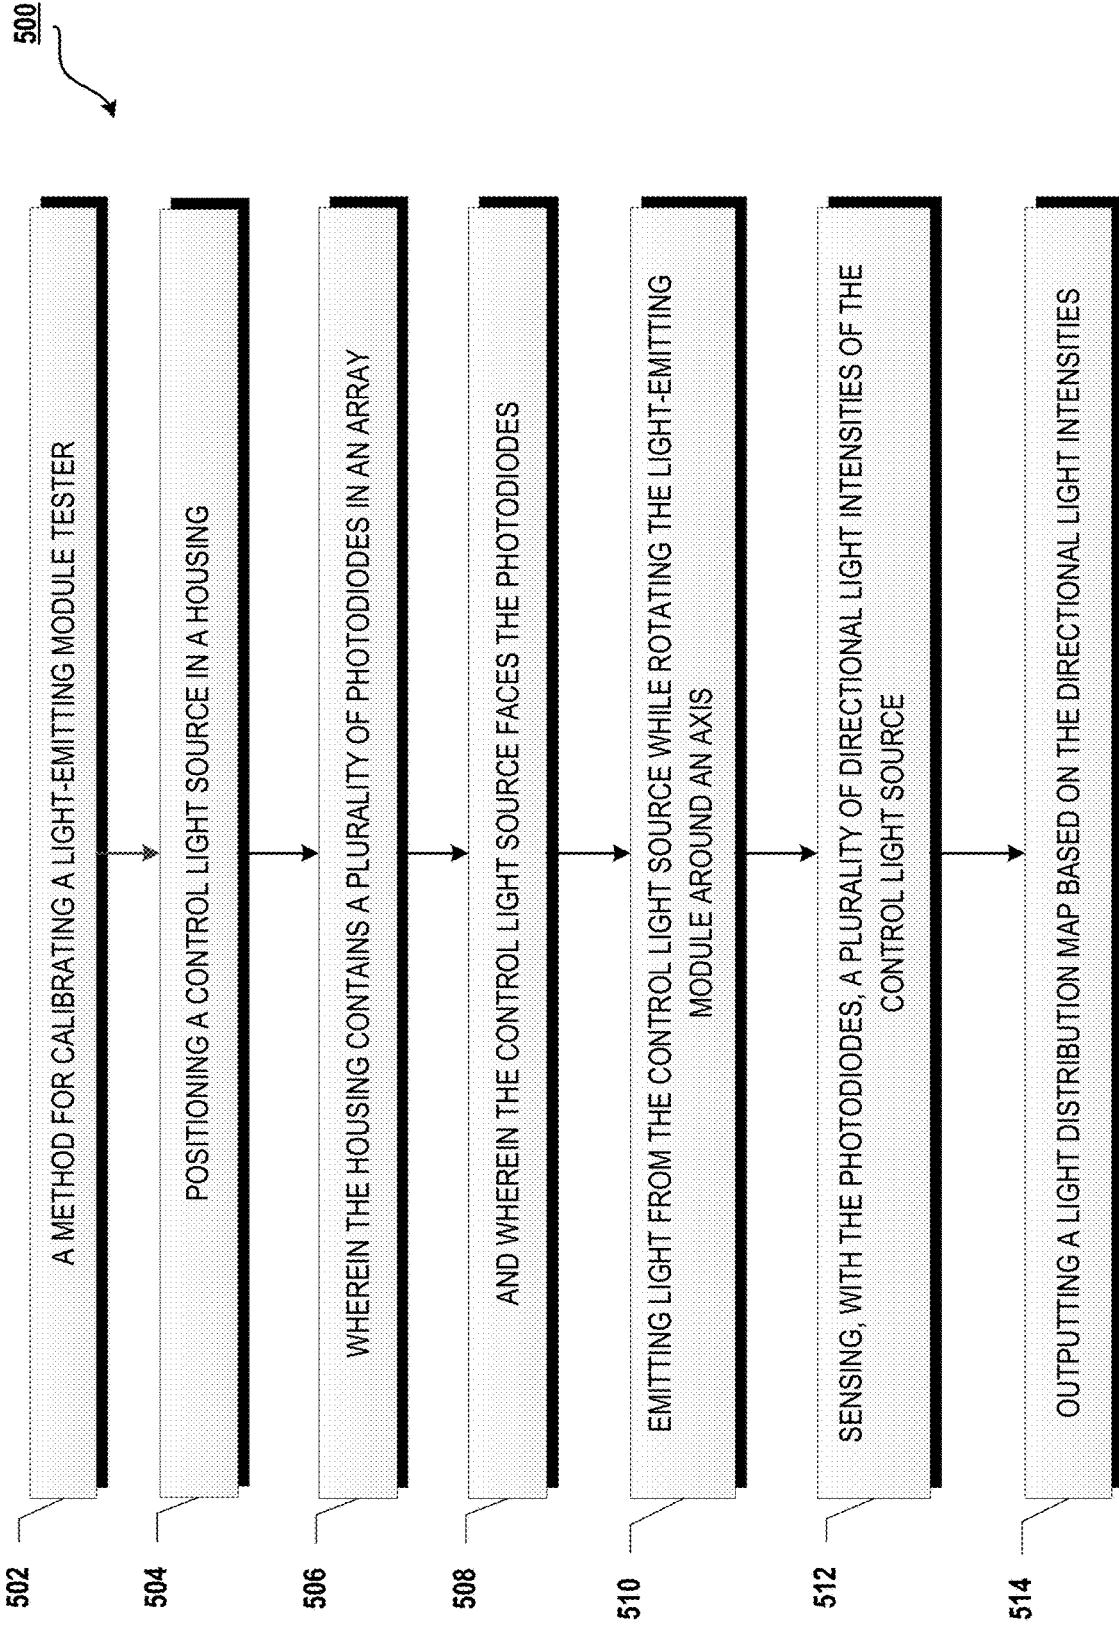 500
502
A METHOD FOR CALIBRATING A LIGHT-EMITTING MODULE TESTER
504
POSITIONING A CONTROL LIGHT SOURCE IN A HOUSING
506
WHEREIN THE HOUSING CONTAINS A PLURALITY OF PHOTODIODES IN AN ARRAY
508
AND WHEREIN THE CONTROL LIGHT SOURCE FACES THE PHOTODIODES
510
EMITTING LIGHT FROM THE CONTROL LIGHT SOURCE WHILE ROTATING THE LIGHT-EMITTING
MODULE AROUND AN AXIS
512
SENSING, WITH THE PHOTODIODES, A PLURALITY OF DIRECTIONAL LIGHT INTENSITIES OF THE
CONTROL LIGHT SOURCE
514
OUTPUTTING A LIGHT DISTRIBUTION MAP BASED ON THE DIRECTIONAL LIGHT INTENSITIES